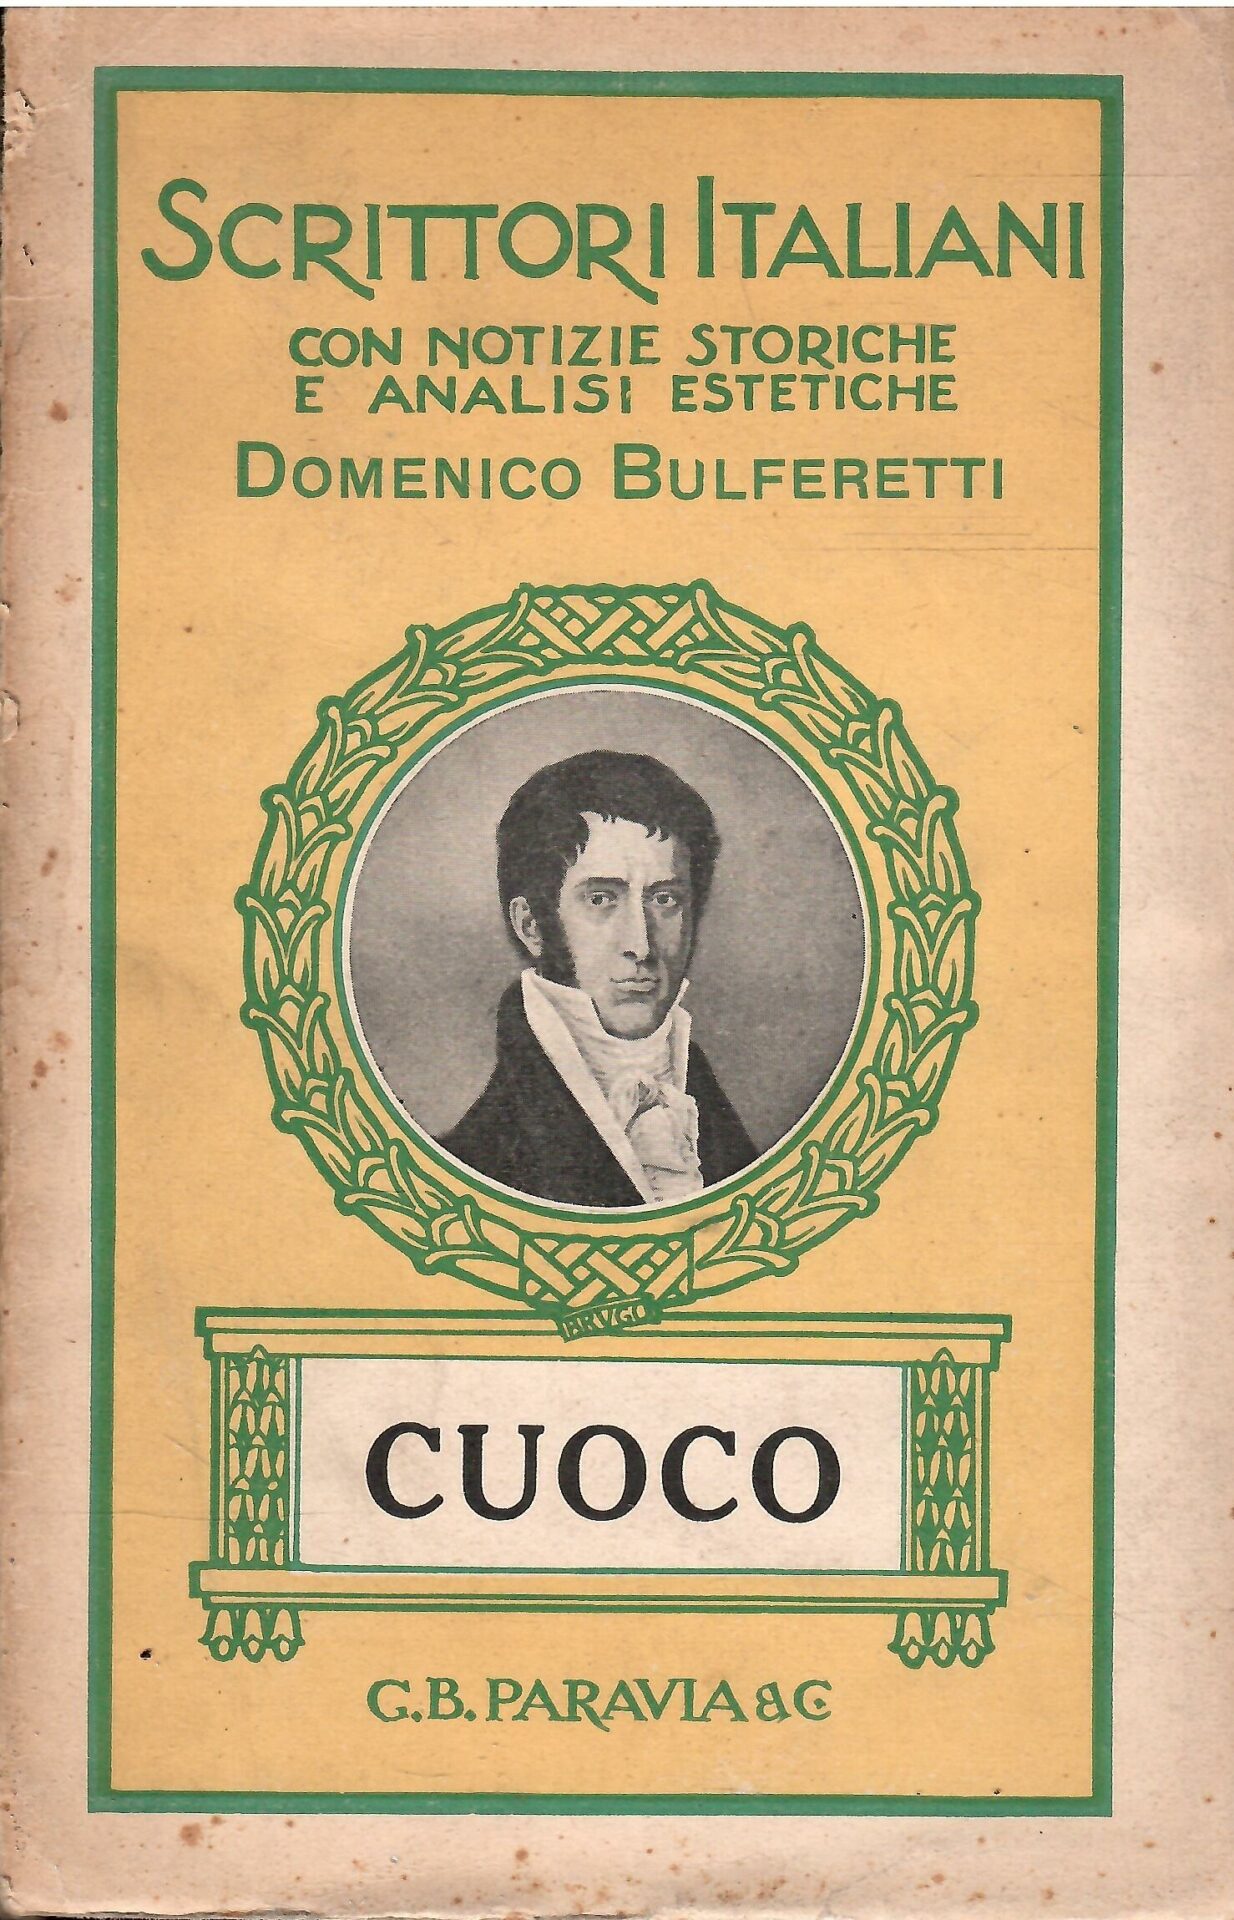 SCRITTORI ITALIANI
CON NOTIZIE STORICHE
E ANALISI ESTETICHE
DOMENICO BULFERETTI
BRVGO
CUOCO
G.B. PARAVIA & C.